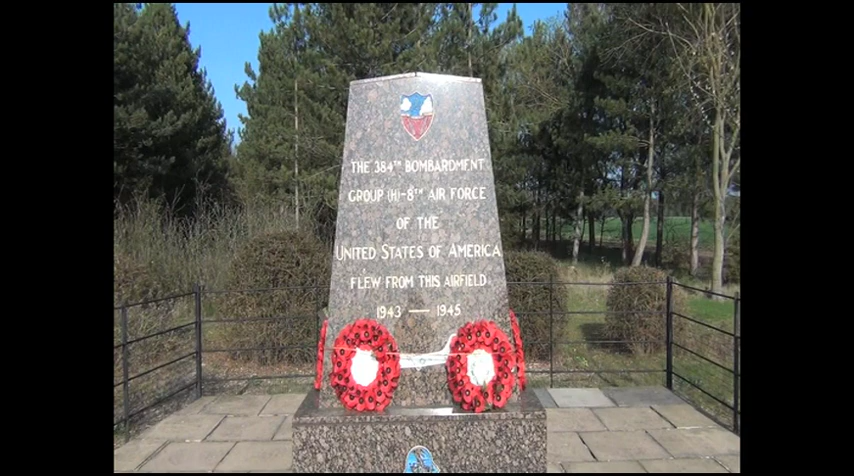 THE 384TH BOMBARDMENT
GROUP (H)-8TH AIR FORCE
OF THE
UNITED STATES OF AMERICA
FLEW FROM THIS AIRFIELD
1943 — 1945